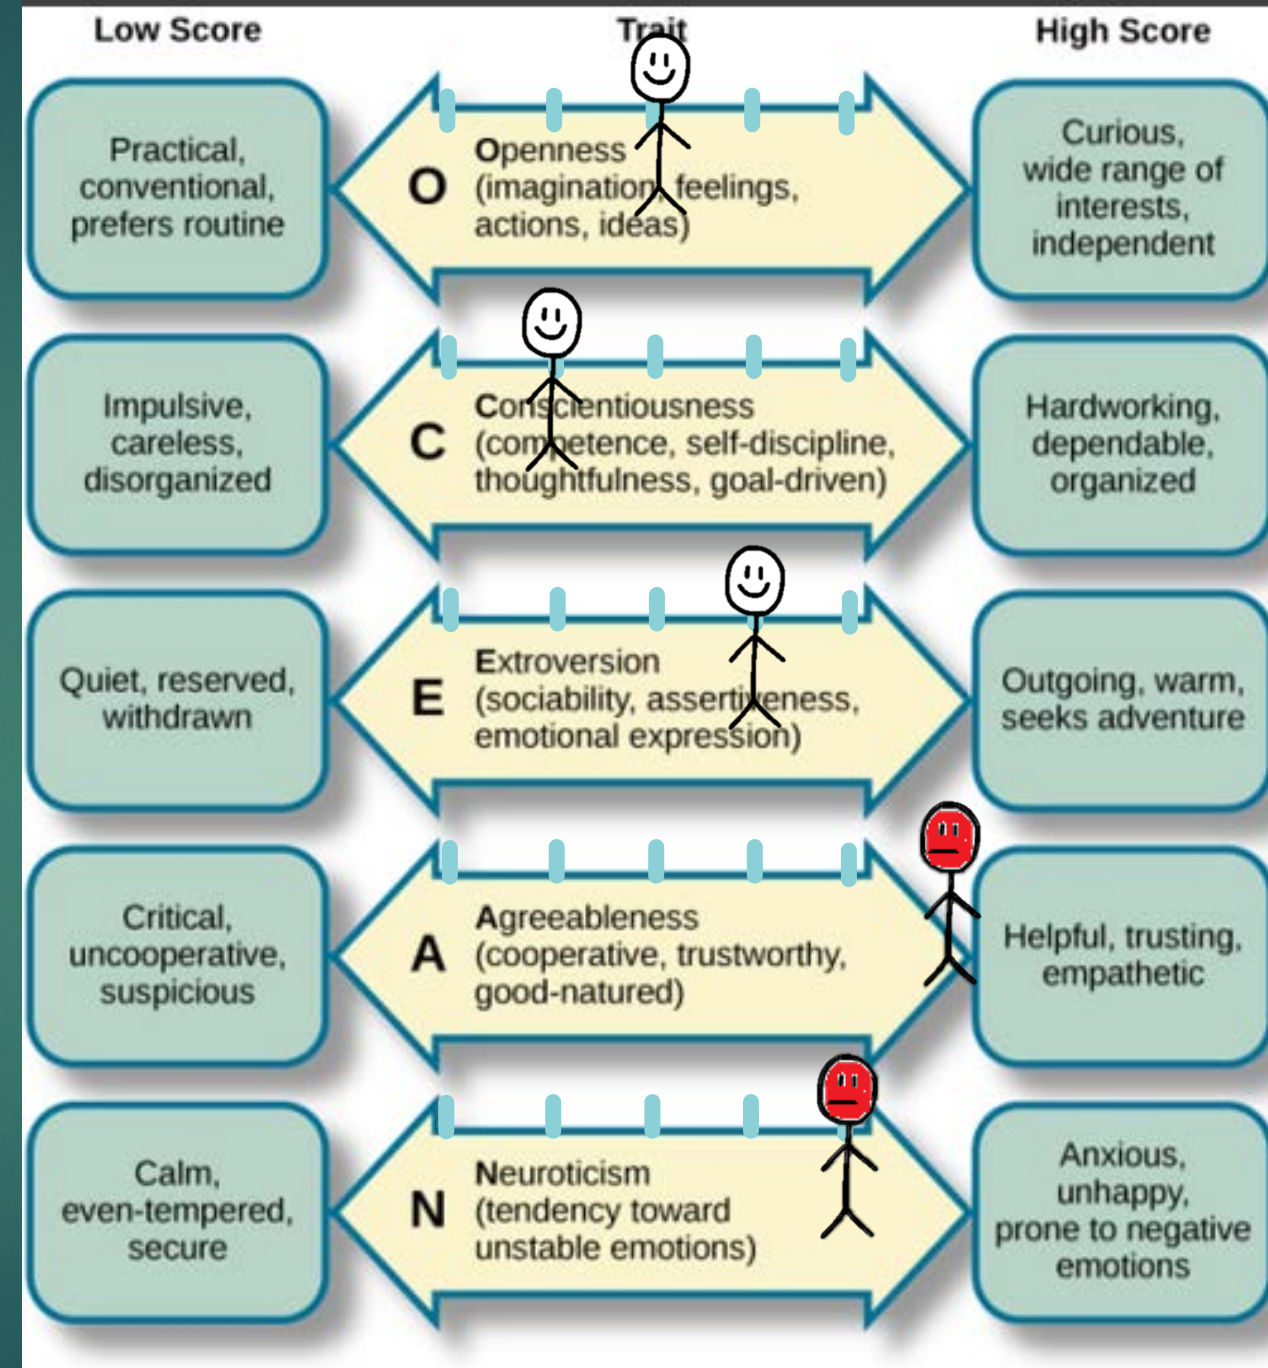 Low Score
Trait
High Score
Practical,
conventional,
prefers routine
O
Openness
(imagination, feelings,
actions, ideas)
Curious,
wide range of
interests,
independent
Impulsive,
careless,
disorganized
C
Conscientiousness
(competence, self-discipline,
thoughtfulness, goal-driven)
Hardworking,
dependable,
organized
Quiet, reserved,
withdrawn
E
Extroversion
(sociability, assertiveness,
emotional expression)
Outgoing, warm,
seeks adventure
Critical,
uncooperative,
suspicious
A
Agreeableness
(cooperative, trustworthy,
good-natured)
Helpful, trusting,
empathetic
Calm,
even-tempered,
secure
N
Neuroticism
(tendency toward
unstable emotions)
Anxious,
unhappy,
prone to negative
emotions